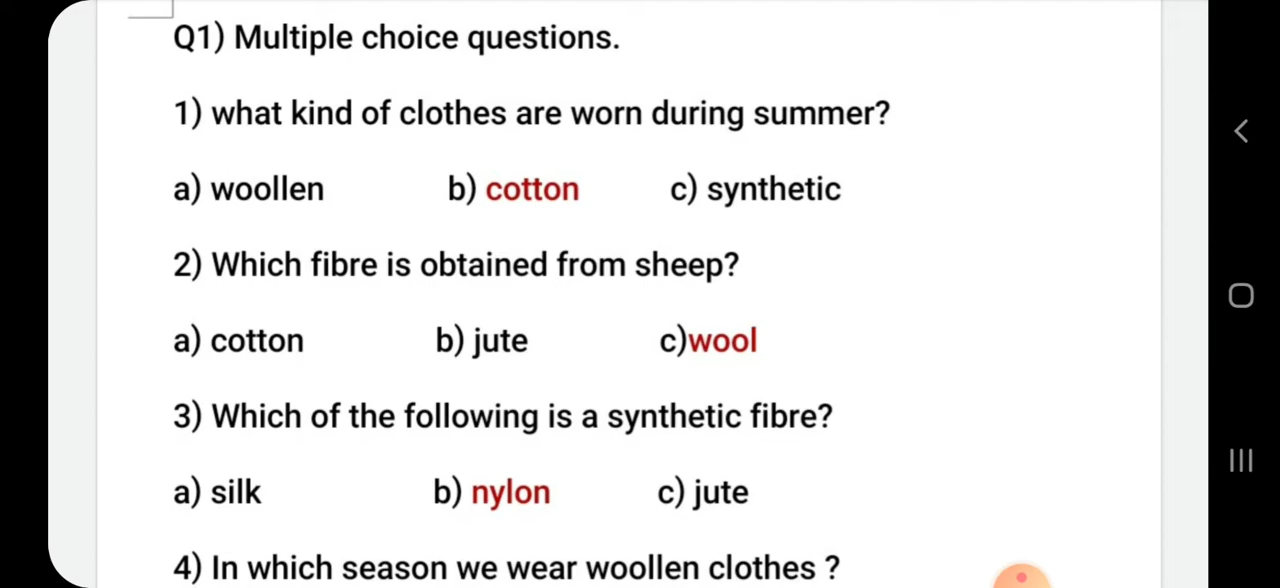 Q1) Multiple choice questions.
1) what kind of clothes are worn during summer?
a) woollen b) cotton c) synthetic
2) Which fibre is obtained from sheep?
a) cotton b) jute c)wool
3) Which of the following is a synthetic fibre?
a) silk b) nylon c) jute
4) In which season we wear woollen clothes ?